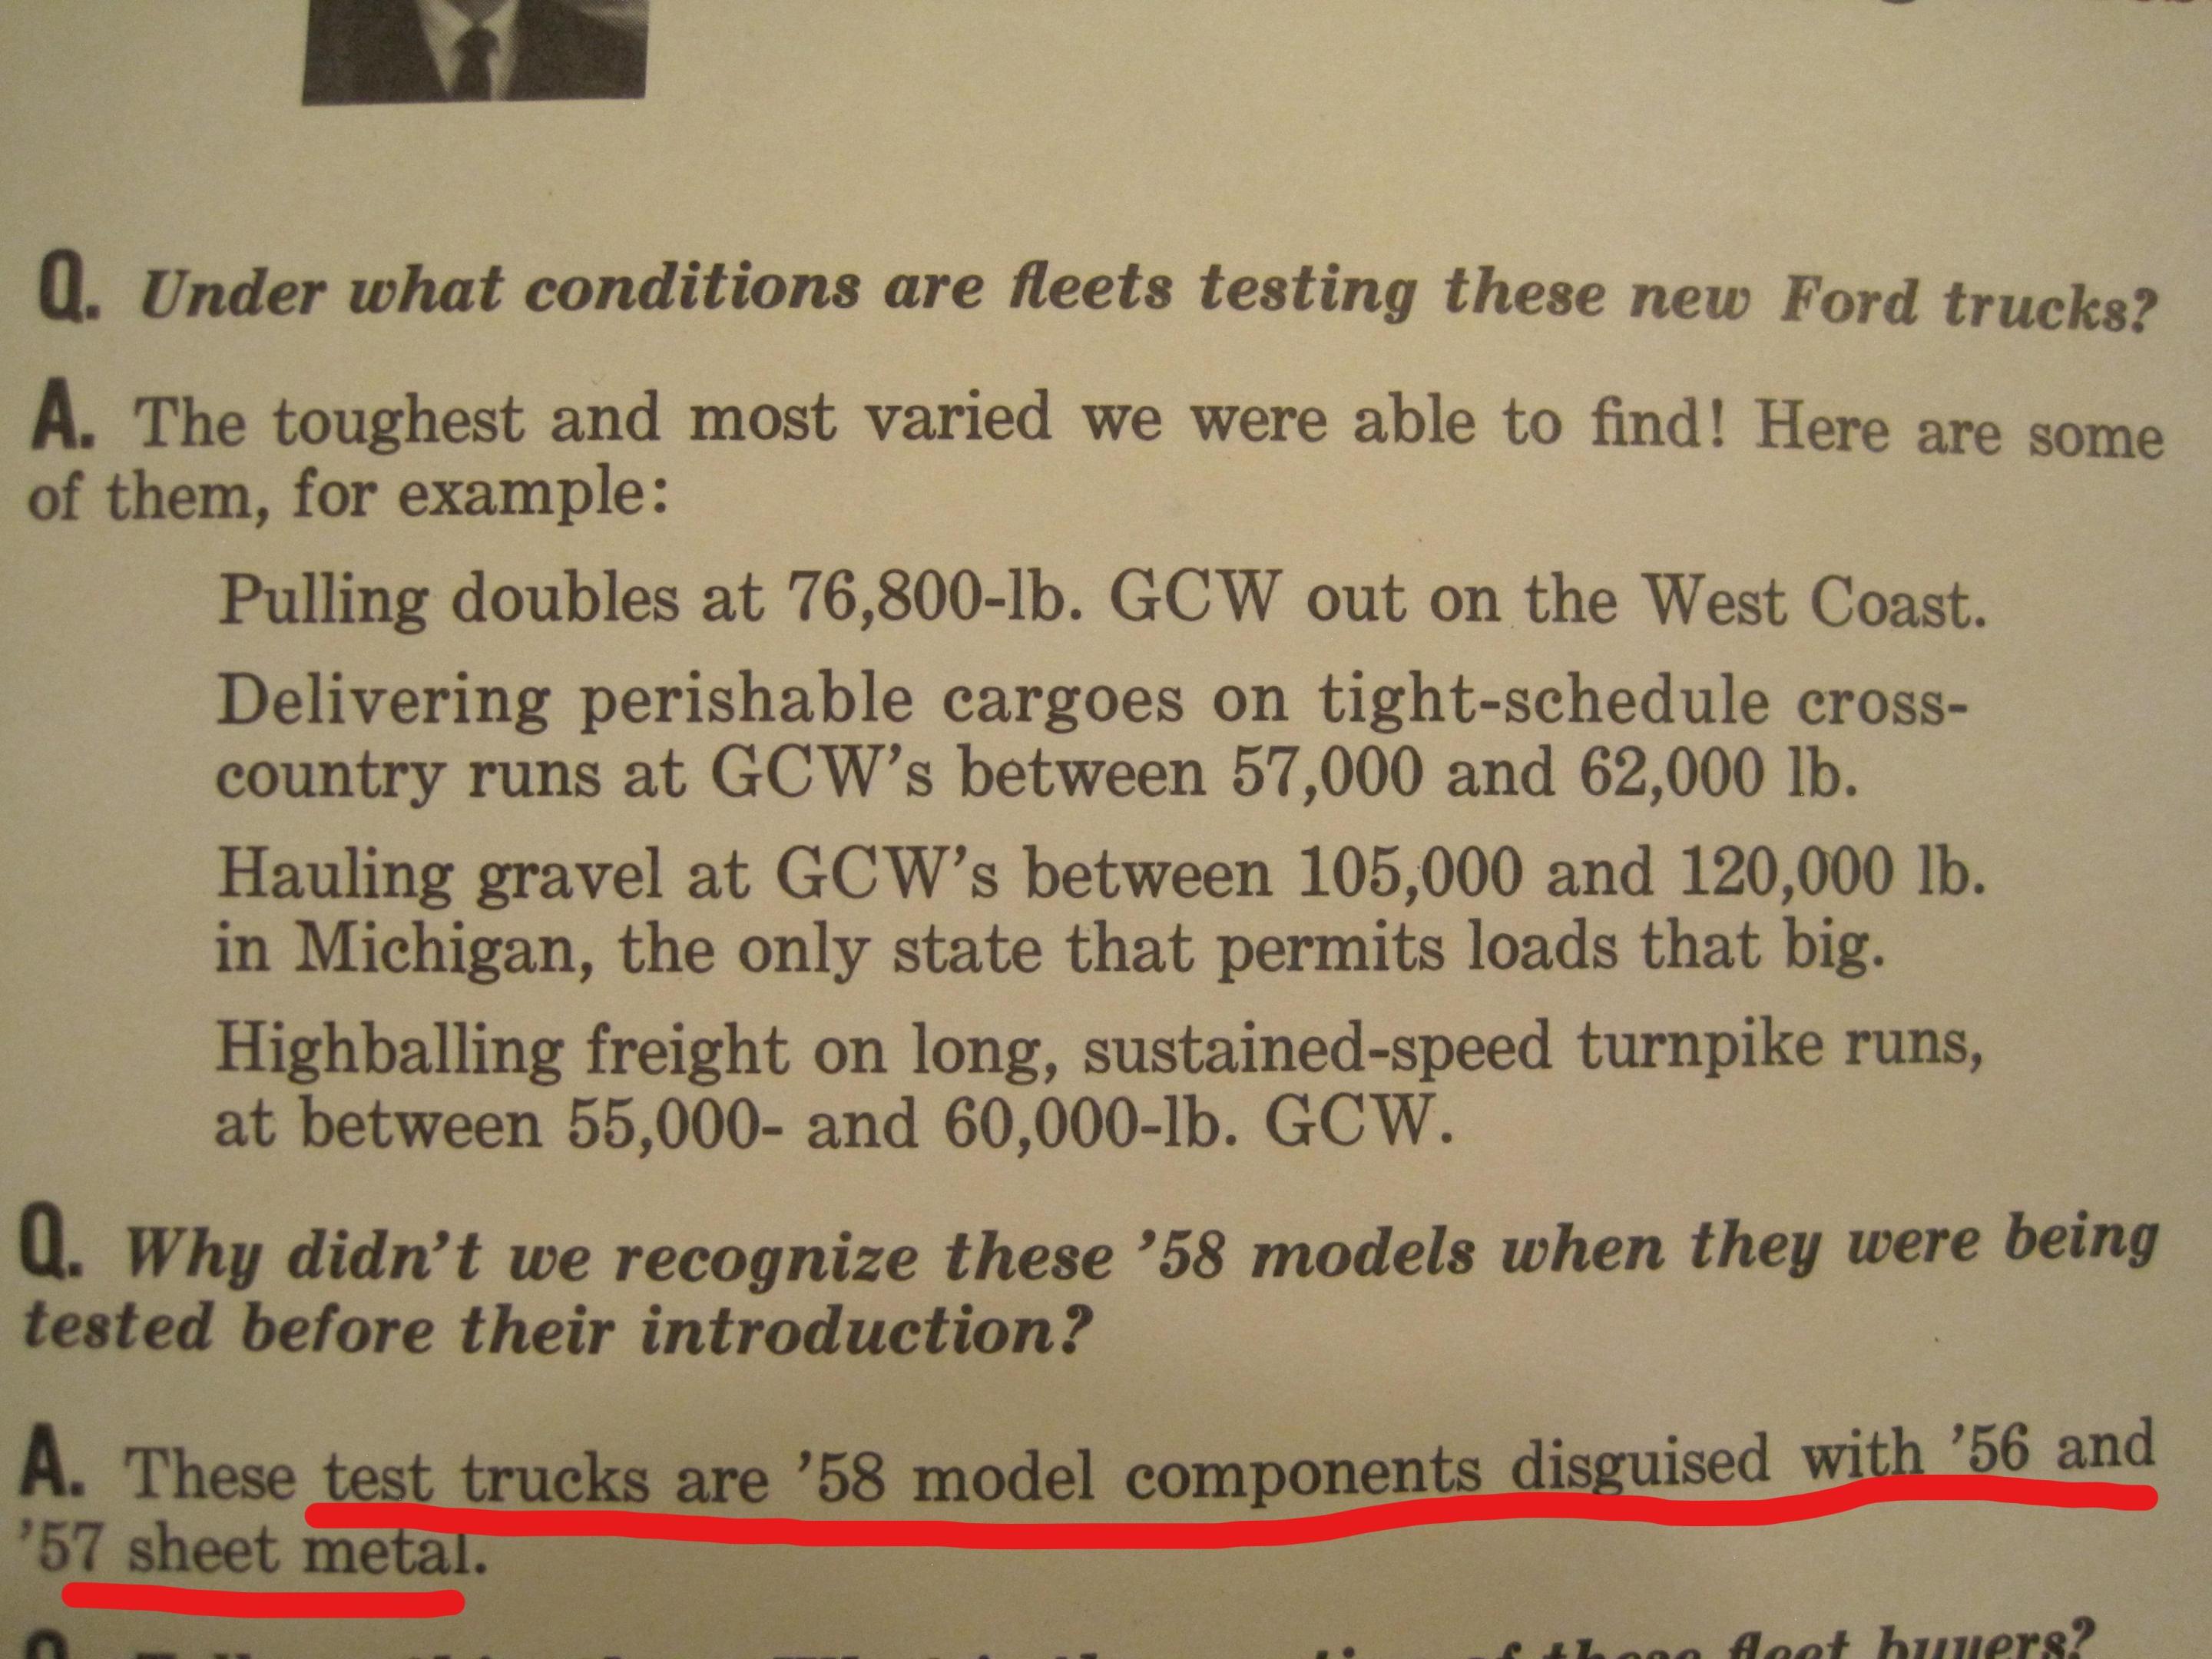 Q. Under what conditions are fleets testing these new Ford trucks?
A. The toughest and most varied we were able to find! Here are some
of them, for example:
Pulling doubles at 76,800-lb. GCW out on the West Coast.
Delivering perishable cargoes on tight-schedule cross-
country runs at GCW's between 57,000 and 62,000 lb.
Hauling gravel at GCW's between 105,000 and 120,000 lb.
in Michigan, the only state that permits loads that big.
Highballing freight on long, sustained-speed turnpike runs,
at between 55,000- and 60,000-lb. GCW.
Q. Why didn't we recognize these '58 models when they were being
tested before their introduction?
A. These test trucks are '58 model components disguised with '56 and
'57 sheet metal.
of these fleet buyers?